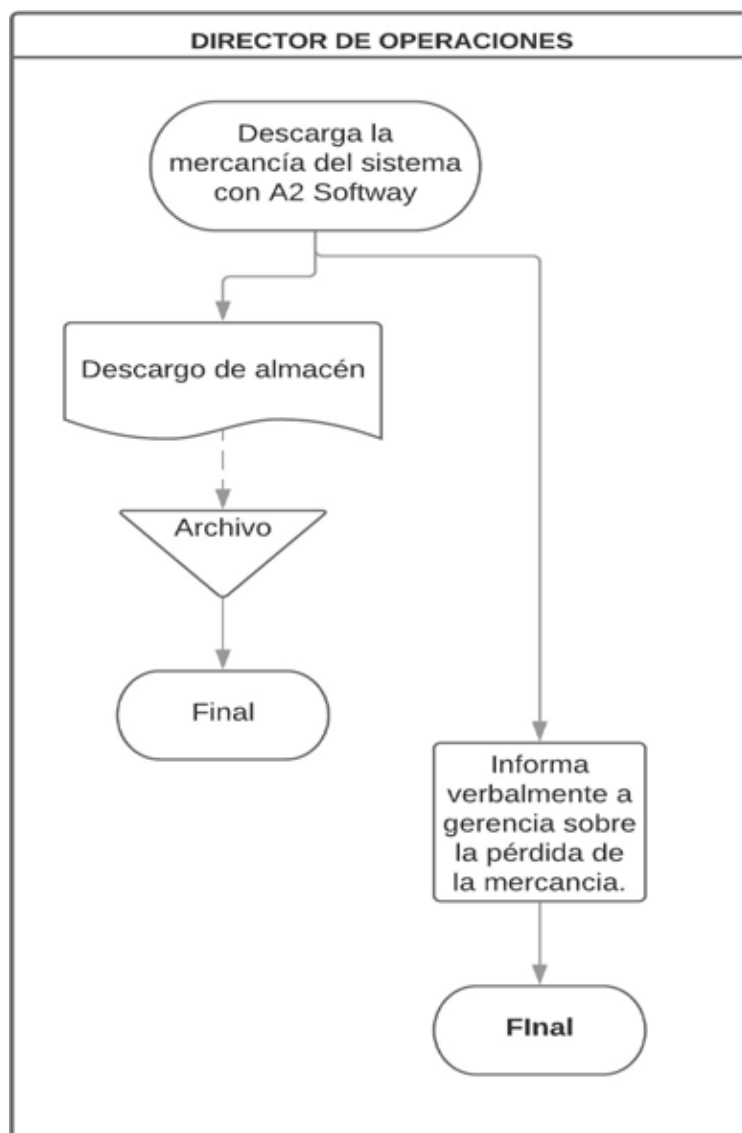 DIRECTOR DE OPERACIONES
Descarga la
mercancía del sistema
con A2 Softway
Descargo de almacén
Archivo
Final
Informa
verbalmente a
gerencia sobre
la pérdida de
la mercancia.
FInal